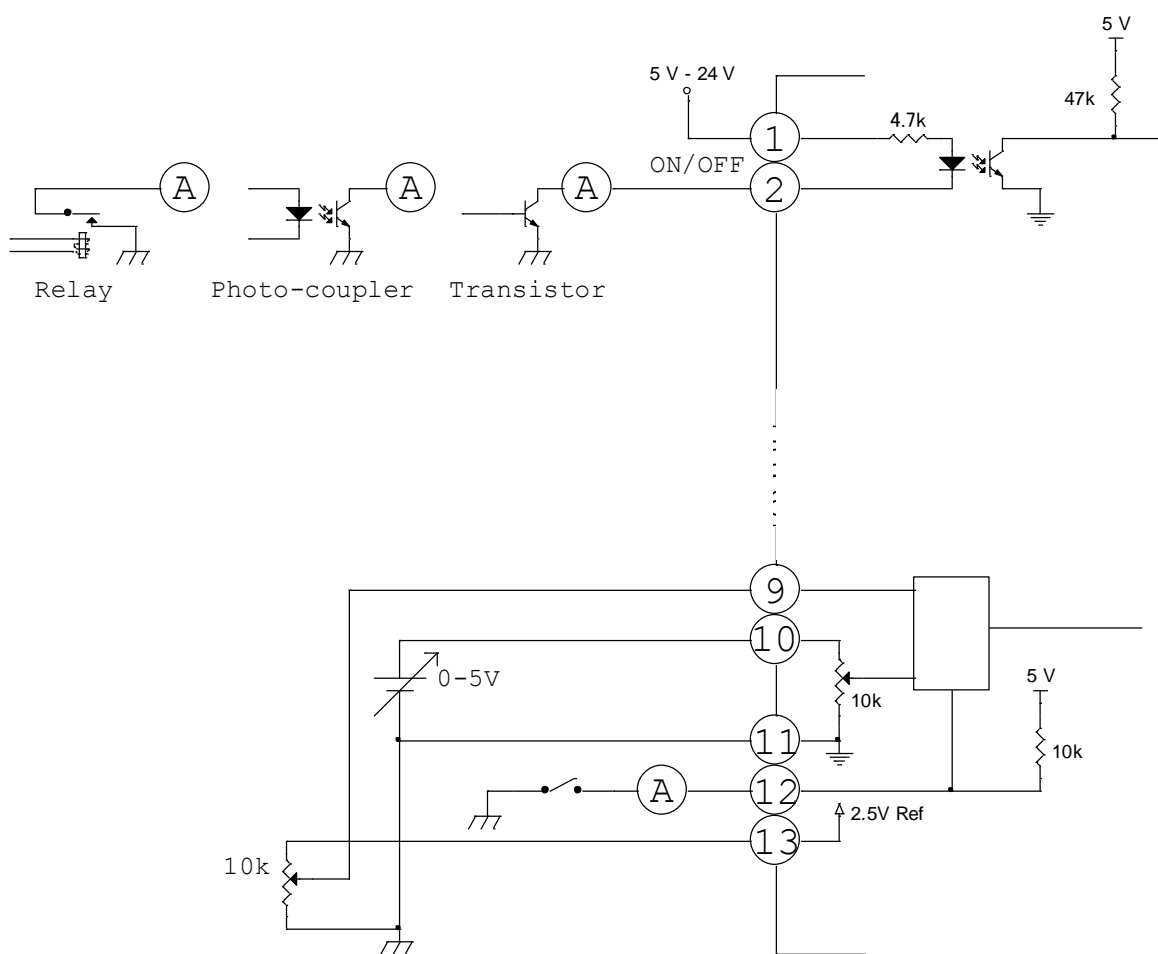 5 V
5 V - 24 V
47k
4.7k
1
ON/OFF
A
A
A
2
Relay
Photo-coupler
Transistor
9
10
0-5V
10k
5 V
11
10k
A
12
2.5V Ref
13
10k